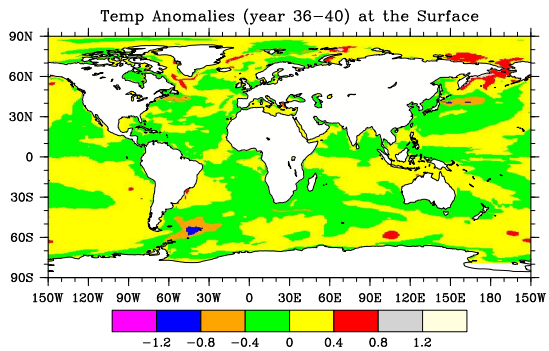 Temp Anomalies (year 36−40) at the Surface
90N
60N
30N
0
30S
60S
90S
150W 120W 90W 60W 30W 0 30E 60E 90E 120E 150E 180 150W
−1.2 −0.8 −0.4 0 0.4 0.8 1.2